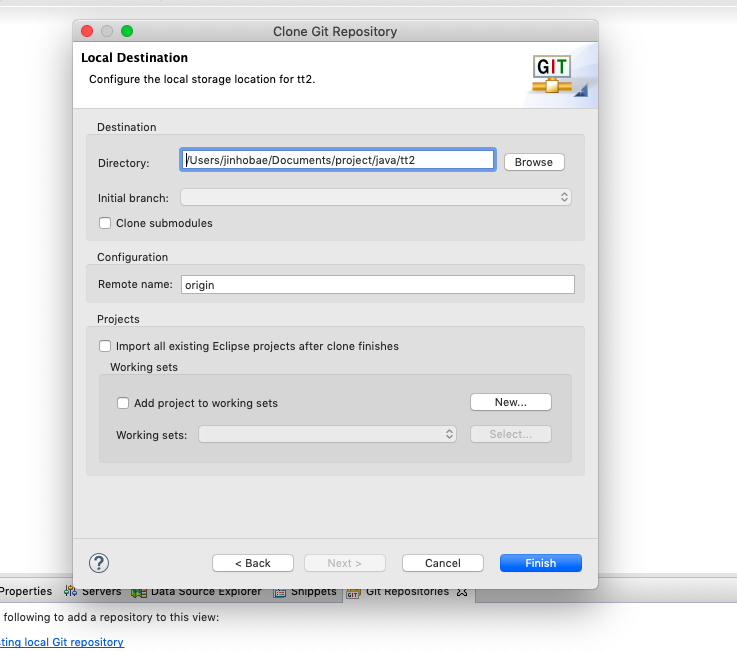 Clone Git Repository
Local Destination
Configure the local storage location for tt2.
GIT
Destination
Directory: /Users/jinhobae/Documents/project/java/tt2 Browse
Initial branch:
Clone submodules
Configuration
Remote name: origin
Projects
Import all existing Eclipse projects after clone finishes
Working sets
Add project to working sets New...
Working sets: Select...
? < Back Next > Cancel Finish
Properties Servers Data Source Explorer Snippets Git Repositories
following to add a repository to this view:
ting local Git repository